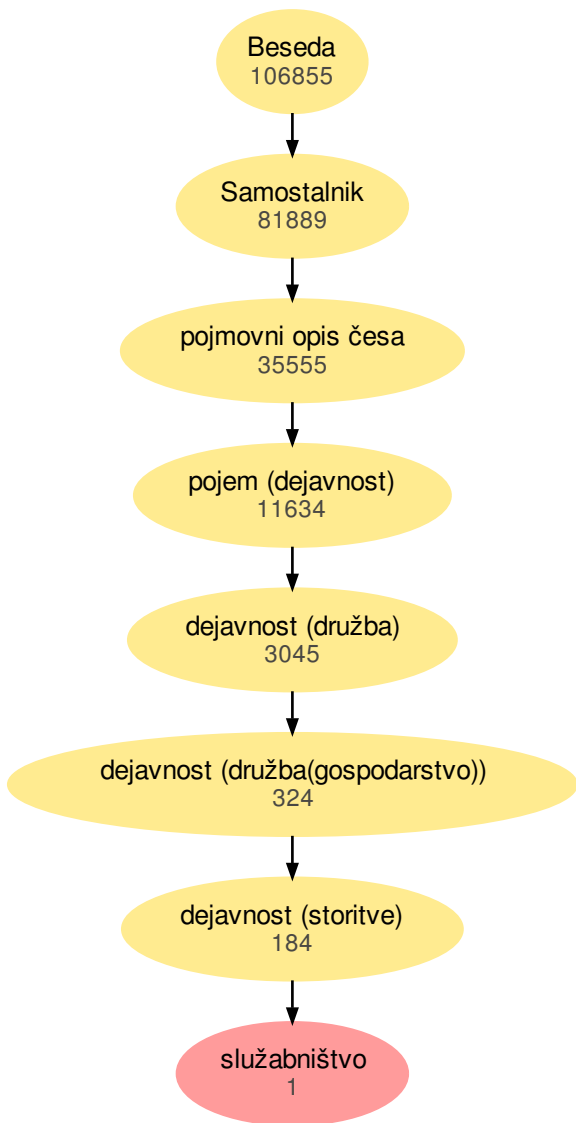 Beseda
106855
Samostalnik
81889
pojmovni opis česa
35555
pojem (dejavnost)
11634
dejavnost (družba)
3045
dejavnost (družba(gospodarstvo))
324
dejavnost (storitve)
184
služabništvo
1